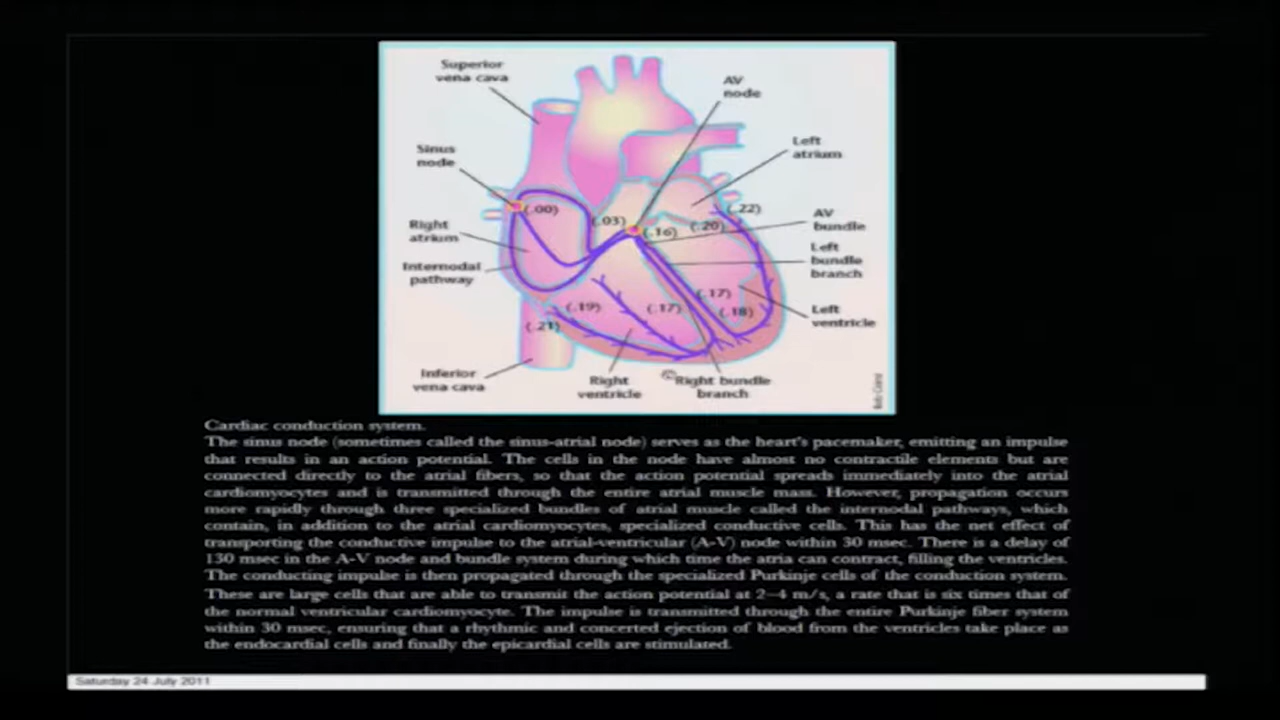 Superior
vena cava
AV
node
Sinus
node
Left
atrium
(.00)
(.03)
(.16)
(.20)
(.22)
AV
bundle
Right
atrium
Left
bundle
branch
Internodal
pathway
(.17)
(.17)
(.18)
(.19)
(.21)
Left
ventricle
Inferior
vena cava
Right
ventricle
Right bundle
branch
Cardiac conduction system.
The sinus node (sometimes called the sinus-atrial node) serves as the heart's pacemaker, emitting an impulse
that results in an action potential. The cells in the node have almost no contractile elements but are
connected directly to the atrial fibers, so that the action potential spreads immediately into the atrial
cardiomyocytes and is transmitted through the entire atrial muscle mass. However, propagation occurs
more rapidly through three specialized bundles of atrial muscle called the internodal pathways, which
contain, in addition to the atrial cardiomyocytes, specialized conductive cells. This has the net effect of
transporting the conductive impulse to the atrial-ventricular (A-V) node within 30 msec. There is a delay of
130 msec in the A-V node and bundle system during which time the atria can contract, filling the ventricles.
The conducting impulse is then propagated through the specialized Purkinje cells of the conduction system.
These are large cells that are able to transmit the action potential at 2–4 m/s, a rate that is six times that of
the normal ventricular cardiomyocyte. The impulse is transmitted through the entire Purkinje fiber system
within 30 msec, ensuring that a rhythmic and concerted ejection of blood from the ventricles take place as
the endocardial cells and finally the epicardial cells are stimulated.
Saturday 24 July 2011